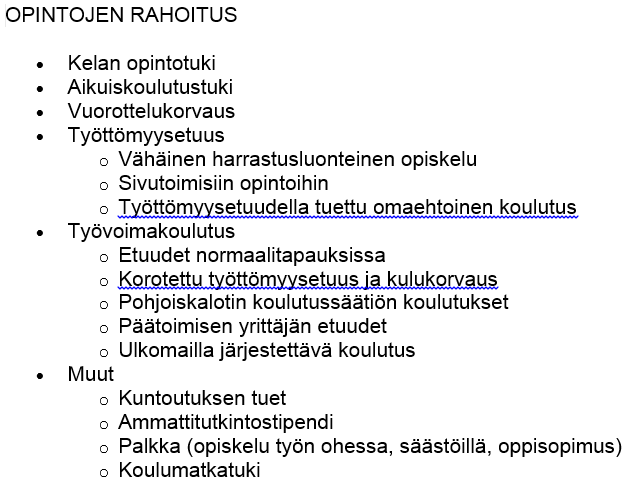 OPINTOJEN RAHOITUS
• Kelan opintotuki
• Aikuiskoulutustuki
• Vuorottelukorvaus
• Työttömyysetuus
o Vähäinen harrastusluonteinen opiskelu
o Sivutoimisiin opintoihin
o Työttömyysetuudella tuettu omaehtoinen koulutus
• Työvoimakoulutus
o Etuudet normaalitapauksissa
o Korotettu työttömyysetuus ja kulukorvaus
o Pohjoiskalotin koulutussäätiön koulutukset
o Päätoimisen yrittäjän etuudet
o Ulkomailla järjestettävä koulutus
• Muut
o Kuntoutuksen tuet
o Ammattitutkintostipendi
o Palkka (opiskelu työn ohessa, säästöillä, oppisopimus)
o Koulumatkatuki